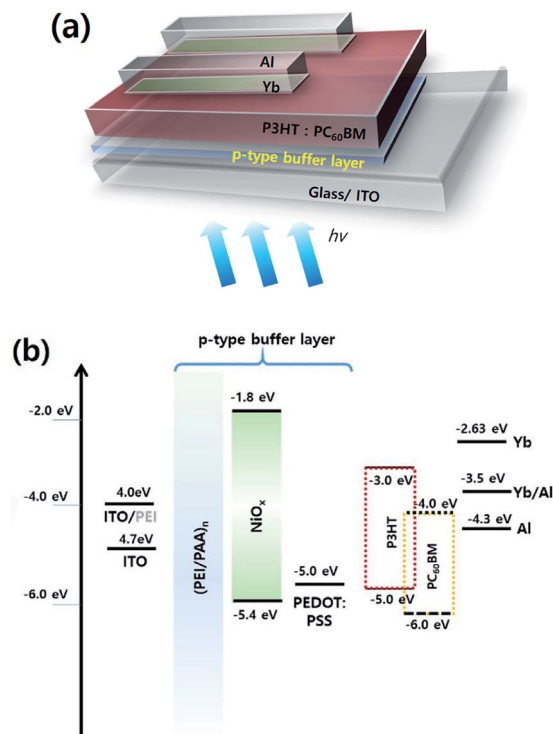 (a)
Al
Yb
P3HT : PC₆₀BM
p-type buffer layer
Glass/ ITO
hν
(b)
p-type buffer layer
-2.0 eV
-4.0 eV
-6.0 eV
4.0eV
ITO/PEI
4.7eV
ITO
(PEI/PAA)ₙ
-1.8 eV
NiOₓ
-5.4 eV
-5.0 eV
PEDOT:
PSS
-3.0 eV
P3HT
-5.0 eV
-4.0 eV
PC₆₀BM
-6.0 eV
-2.63 eV
Yb
-3.5 eV
Yb/Al
-4.3 eV
Al